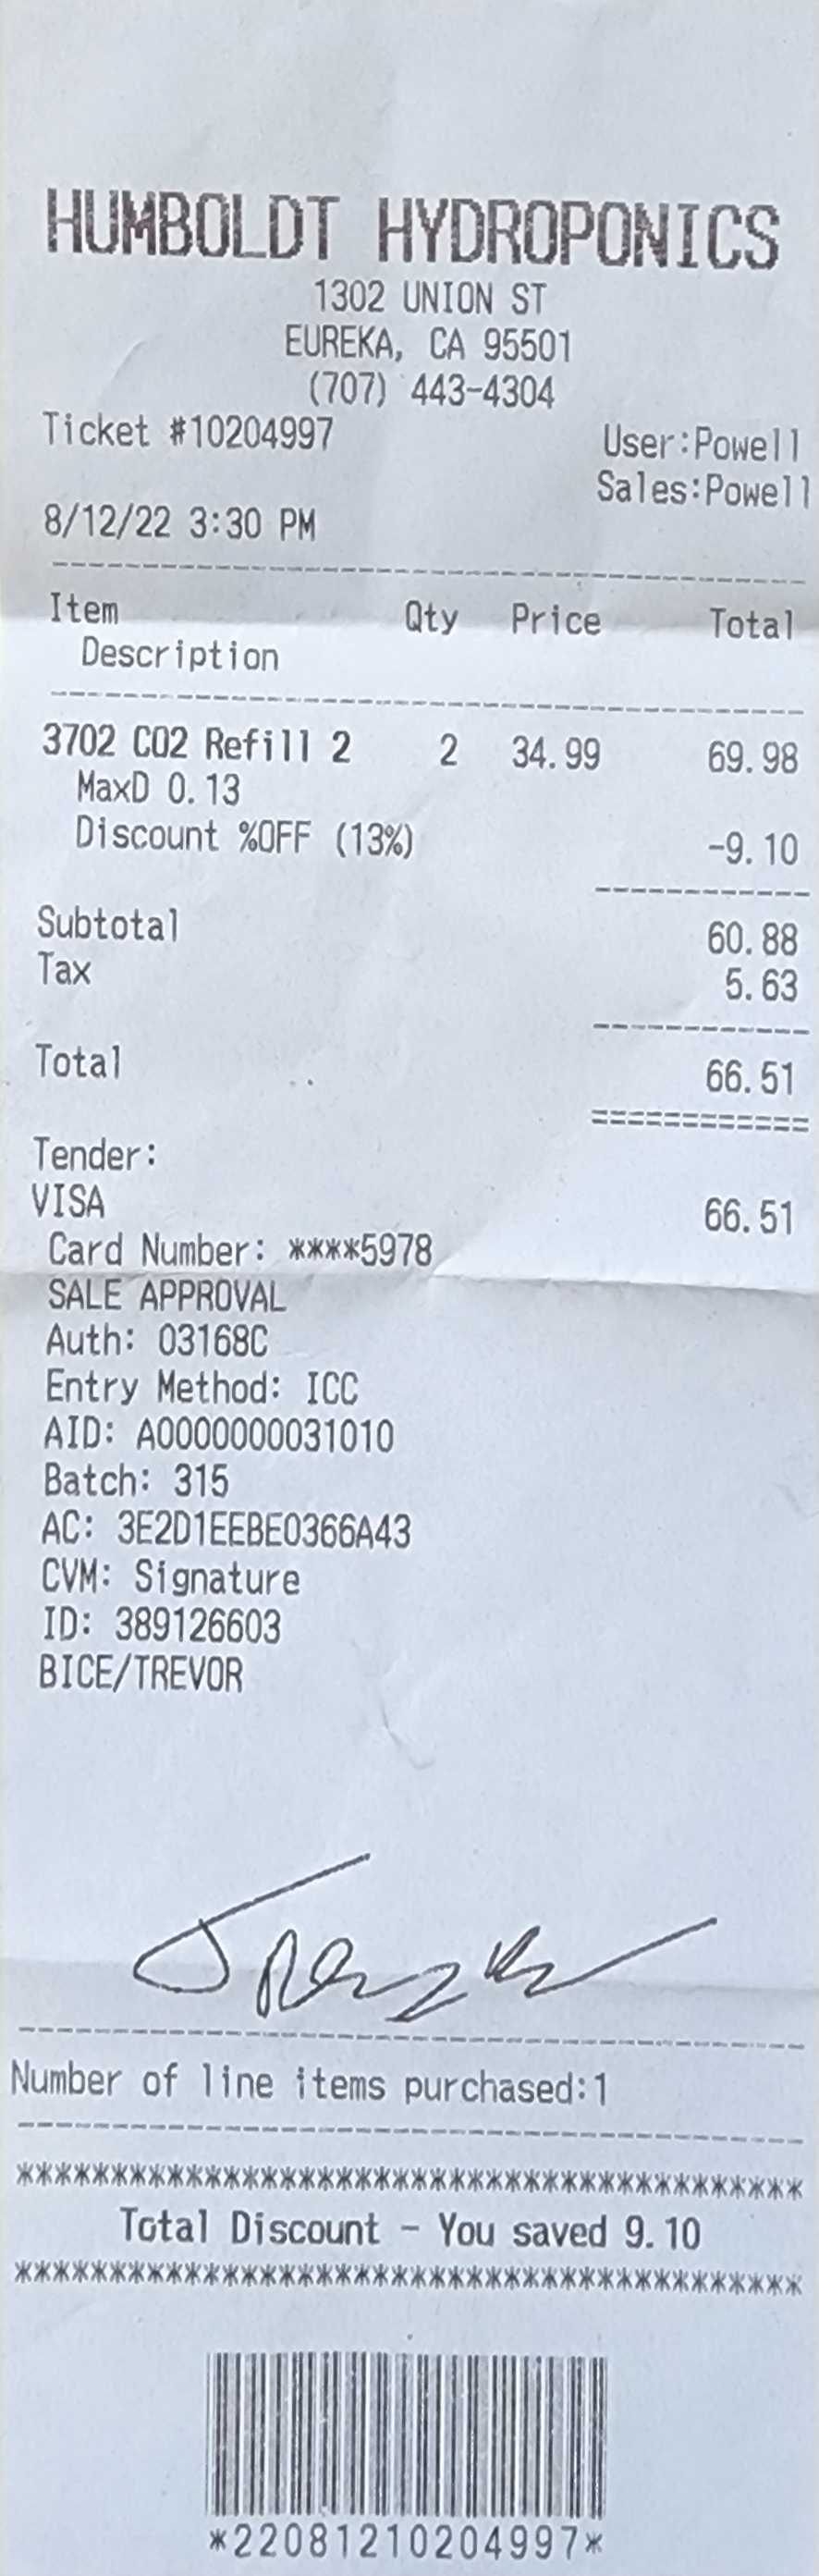 HUMBOLDT HYDROPONICS
1302 UNION ST
EUREKA, CA 95501
(707) 443-4304
Ticket #10204997 User:Powell
Sales:Powell
8/12/22 3:30 PM
Item Qty Price Total
Description
3702 CO2 Refill 2 2 34.99 69.98
MaxD 0.13
Discount %OFF (13%) -9.10
Subtotal 60.88
Tax 5.63
Total 66.51
============
Tender:
VISA 66.51
Card Number: ****5978
SALE APPROVAL
Auth: 03168C
Entry Method: ICC
AID: A0000000031010
Batch: 315
AC: 3E2D1EEBE0366A43
CVM: Signature
ID: 389126603
BICE/TREVOR
Number of line items purchased:1
Total Discount - You saved 9.10
*22081210204997*